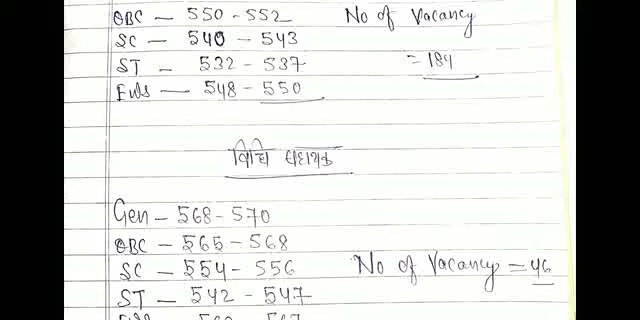 OBC — 550 - 552 No of Vacancy
SC — 540 - 543
ST — 532 - 537 = 184
EWS — 548 - 550
विधि सहायक
Gen — 568 - 570
OBC — 565 - 568
SC — 554 - 556 No of Vacancy = 46
ST — 542 - 547